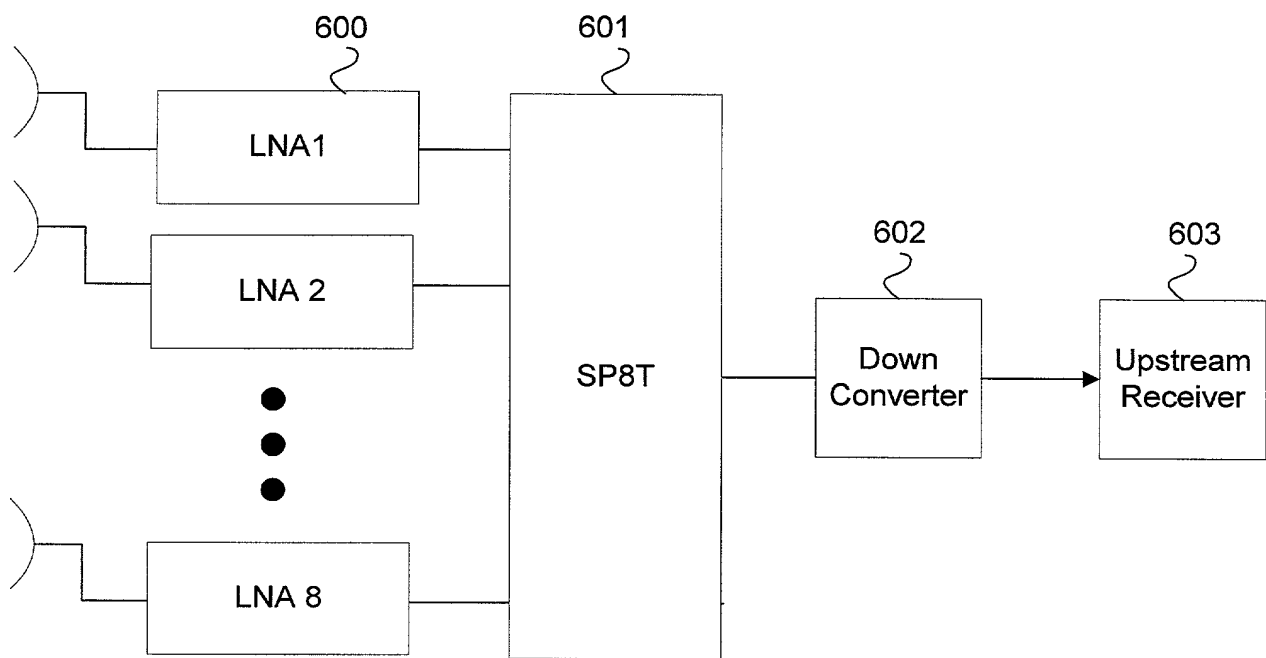 600
601
LNA1
LNA 2
602
603
SP8T
Down
Converter
Upstream
Receiver
LNA 8